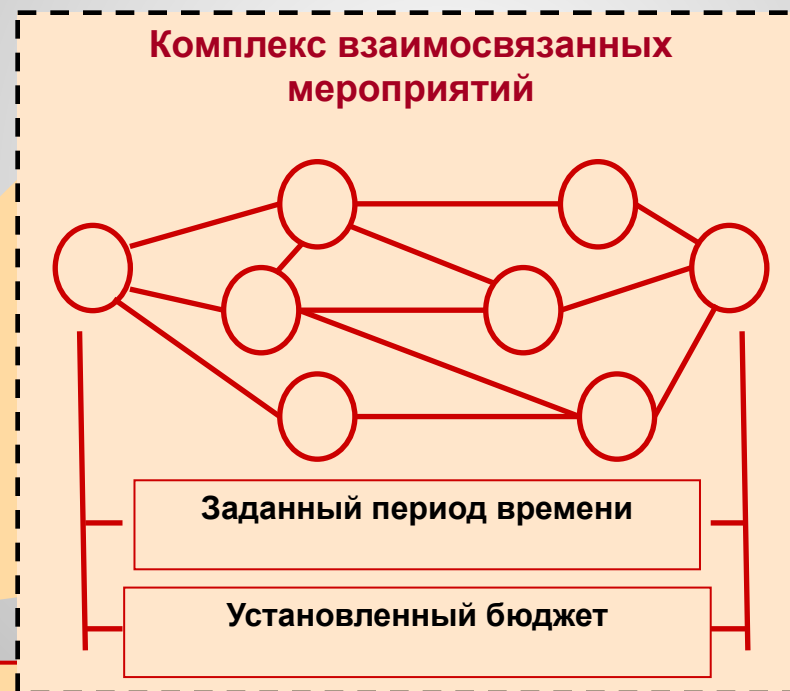 Комплекс взаимосвязанных
мероприятий
Заданный период времени
Установленный бюджет